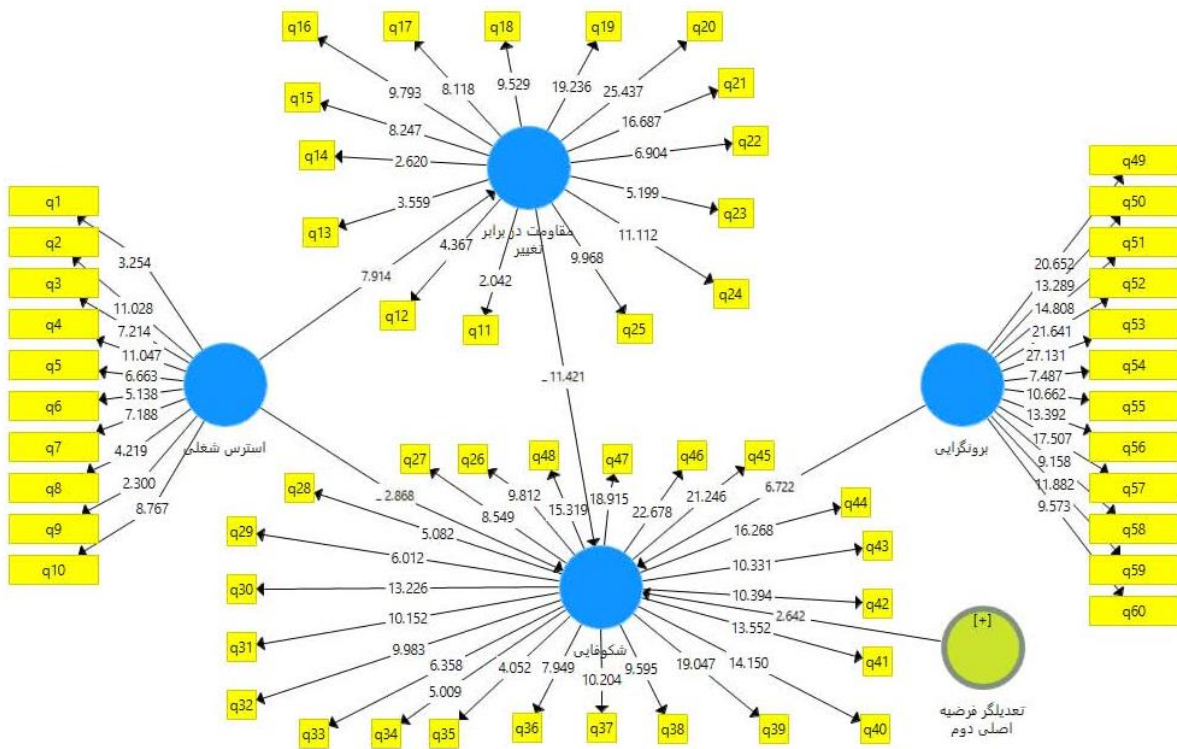 q16
q17
q18
q19
q20
q15
q21
q14
q22
q13
q23
q12
q11
q25
q24
9.793
8.118
9.529
19.236
25.437
8.247
16.687
2.620
6.904
3.559
5.199
4.367
2.042
9.968
11.112
مقاومت در برابر
تغییر
q1
q2
q3
q4
q5
q6
q7
q8
q9
q10
3.254
11.028
7.214
11.047
6.663
5.138
7.188
4.219
2.300
8.767
استرس شغلی
7.914
- 11.421
- 2.868
6.722
2.642
q49
q50
q51
q52
q53
q54
q55
q56
q57
q58
q59
q60
20.652
13.289
14.808
21.641
27.131
7.487
10.662
13.392
17.507
9.158
11.882
9.573
برونگرایی
q27
q26
q48
q47
q46
q45
q28
q44
q29
q43
q30
q42
q31
q41
q32
q33
q34
q35
q36
q37
q38
q39
q40
8.549
9.812
15.319
18.915
22.678
21.246
5.082
16.268
6.012
10.331
13.226
10.394
10.152
13.552
9.983
6.358
5.009
4.052
7.949
10.204
9.595
19.047
14.150
شکوفایی
[+]
تعدیلگر فرضیه
اصلی دوم